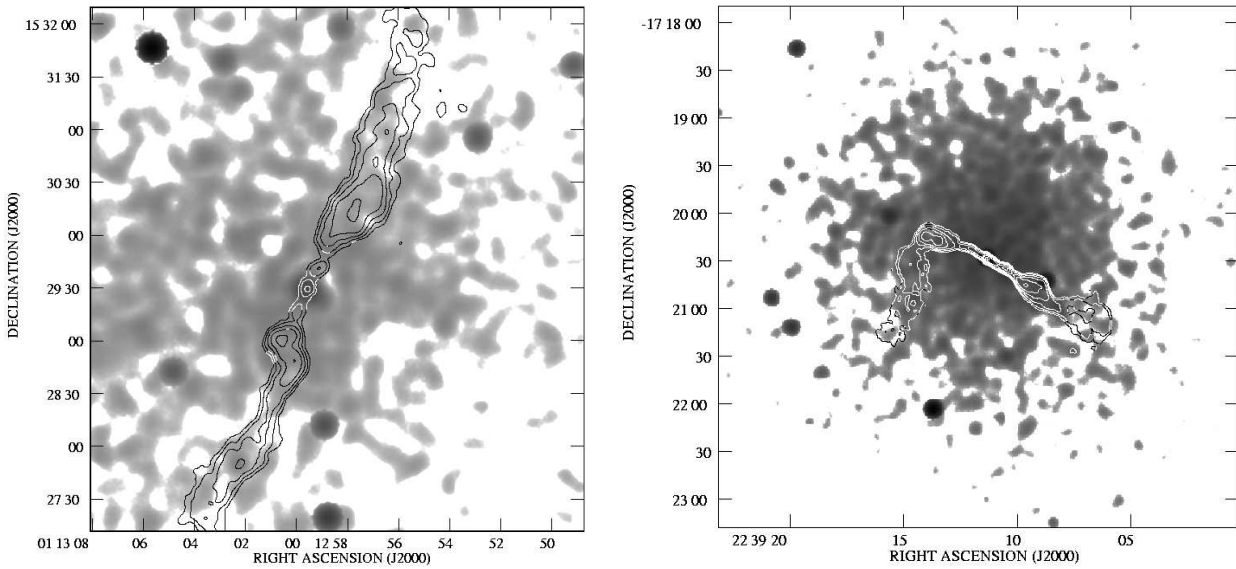 15 32 00
31 30
00
30 30
00
29 30
00
28 30
00
27 30
DECLINATION (J2000)
01 13 08 06 04 02 00 12 58 56 54 52 50
RIGHT ASCENSION (J2000)
-17 18 00
30
19 00
30
20 00
30
21 00
30
22 00
30
23 00
DECLINATION (J2000)
22 39 20 15 10 05
RIGHT ASCENSION (J2000)